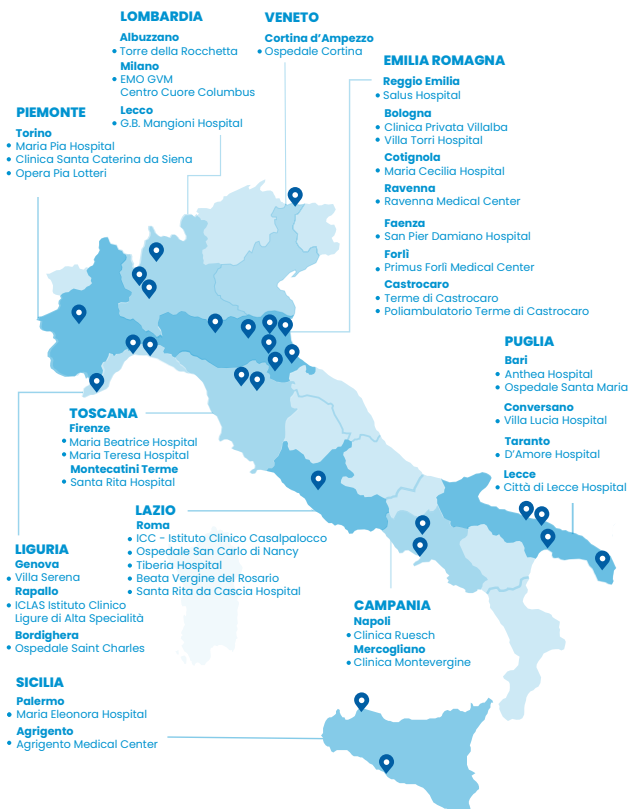 LOMBARDIA
Albuzzano
Torre della Rocchetta
Milano
EMO GVM
Centro Cuore Columbus
Lecco
G.B. Mangioni Hospital
VENETO
Cortina d'Ampezzo
Ospedale Cortina
EMILIA ROMAGNA
Reggio Emilia
Salus Hospital
Bologna
Clinica Privata Villalba
Villa Torri Hospital
Cotignola
Maria Cecilia Hospital
Ravenna
Ravenna Medical Center
Faenza
San Pier Damiano Hospital
Forlì
Primus Forlì Medical Center
Castrocaro
Terme di Castrocaro
Poliambulatorio Terme di Castrocaro
PIEMONTE
Torino
Maria Pia Hospital
Clinica Santa Caterina da Siena
Opera Pia Lotteri
PUGLIA
Bari
Anthea Hospital
Ospedale Santa Maria
Conversano
Villa Lucia Hospital
Taranto
D'Amore Hospital
Lecce
Città di Lecce Hospital
TOSCANA
Firenze
Maria Beatrice Hospital
Maria Teresa Hospital
Montecatini Terme
Santa Rita Hospital
LAZIO
Roma
ICC - Istituto Clinico Casalpalocco
Ospedale San Carlo di Nancy
Tiberia Hospital
Beata Vergine del Rosario
Santa Rita da Cascia Hospital
LIGURIA
Genova
Villa Serena
Rapallo
ICLAS Istituto Clinico
Ligure di Alta Specialità
Bordighera
Ospedale Saint Charles
CAMPANIA
Napoli
Clinica Ruesch
Mercogliano
Clinica Montevergine
SICILIA
Palermo
Maria Eleonora Hospital
Agrigento
Agrigento Medical Center